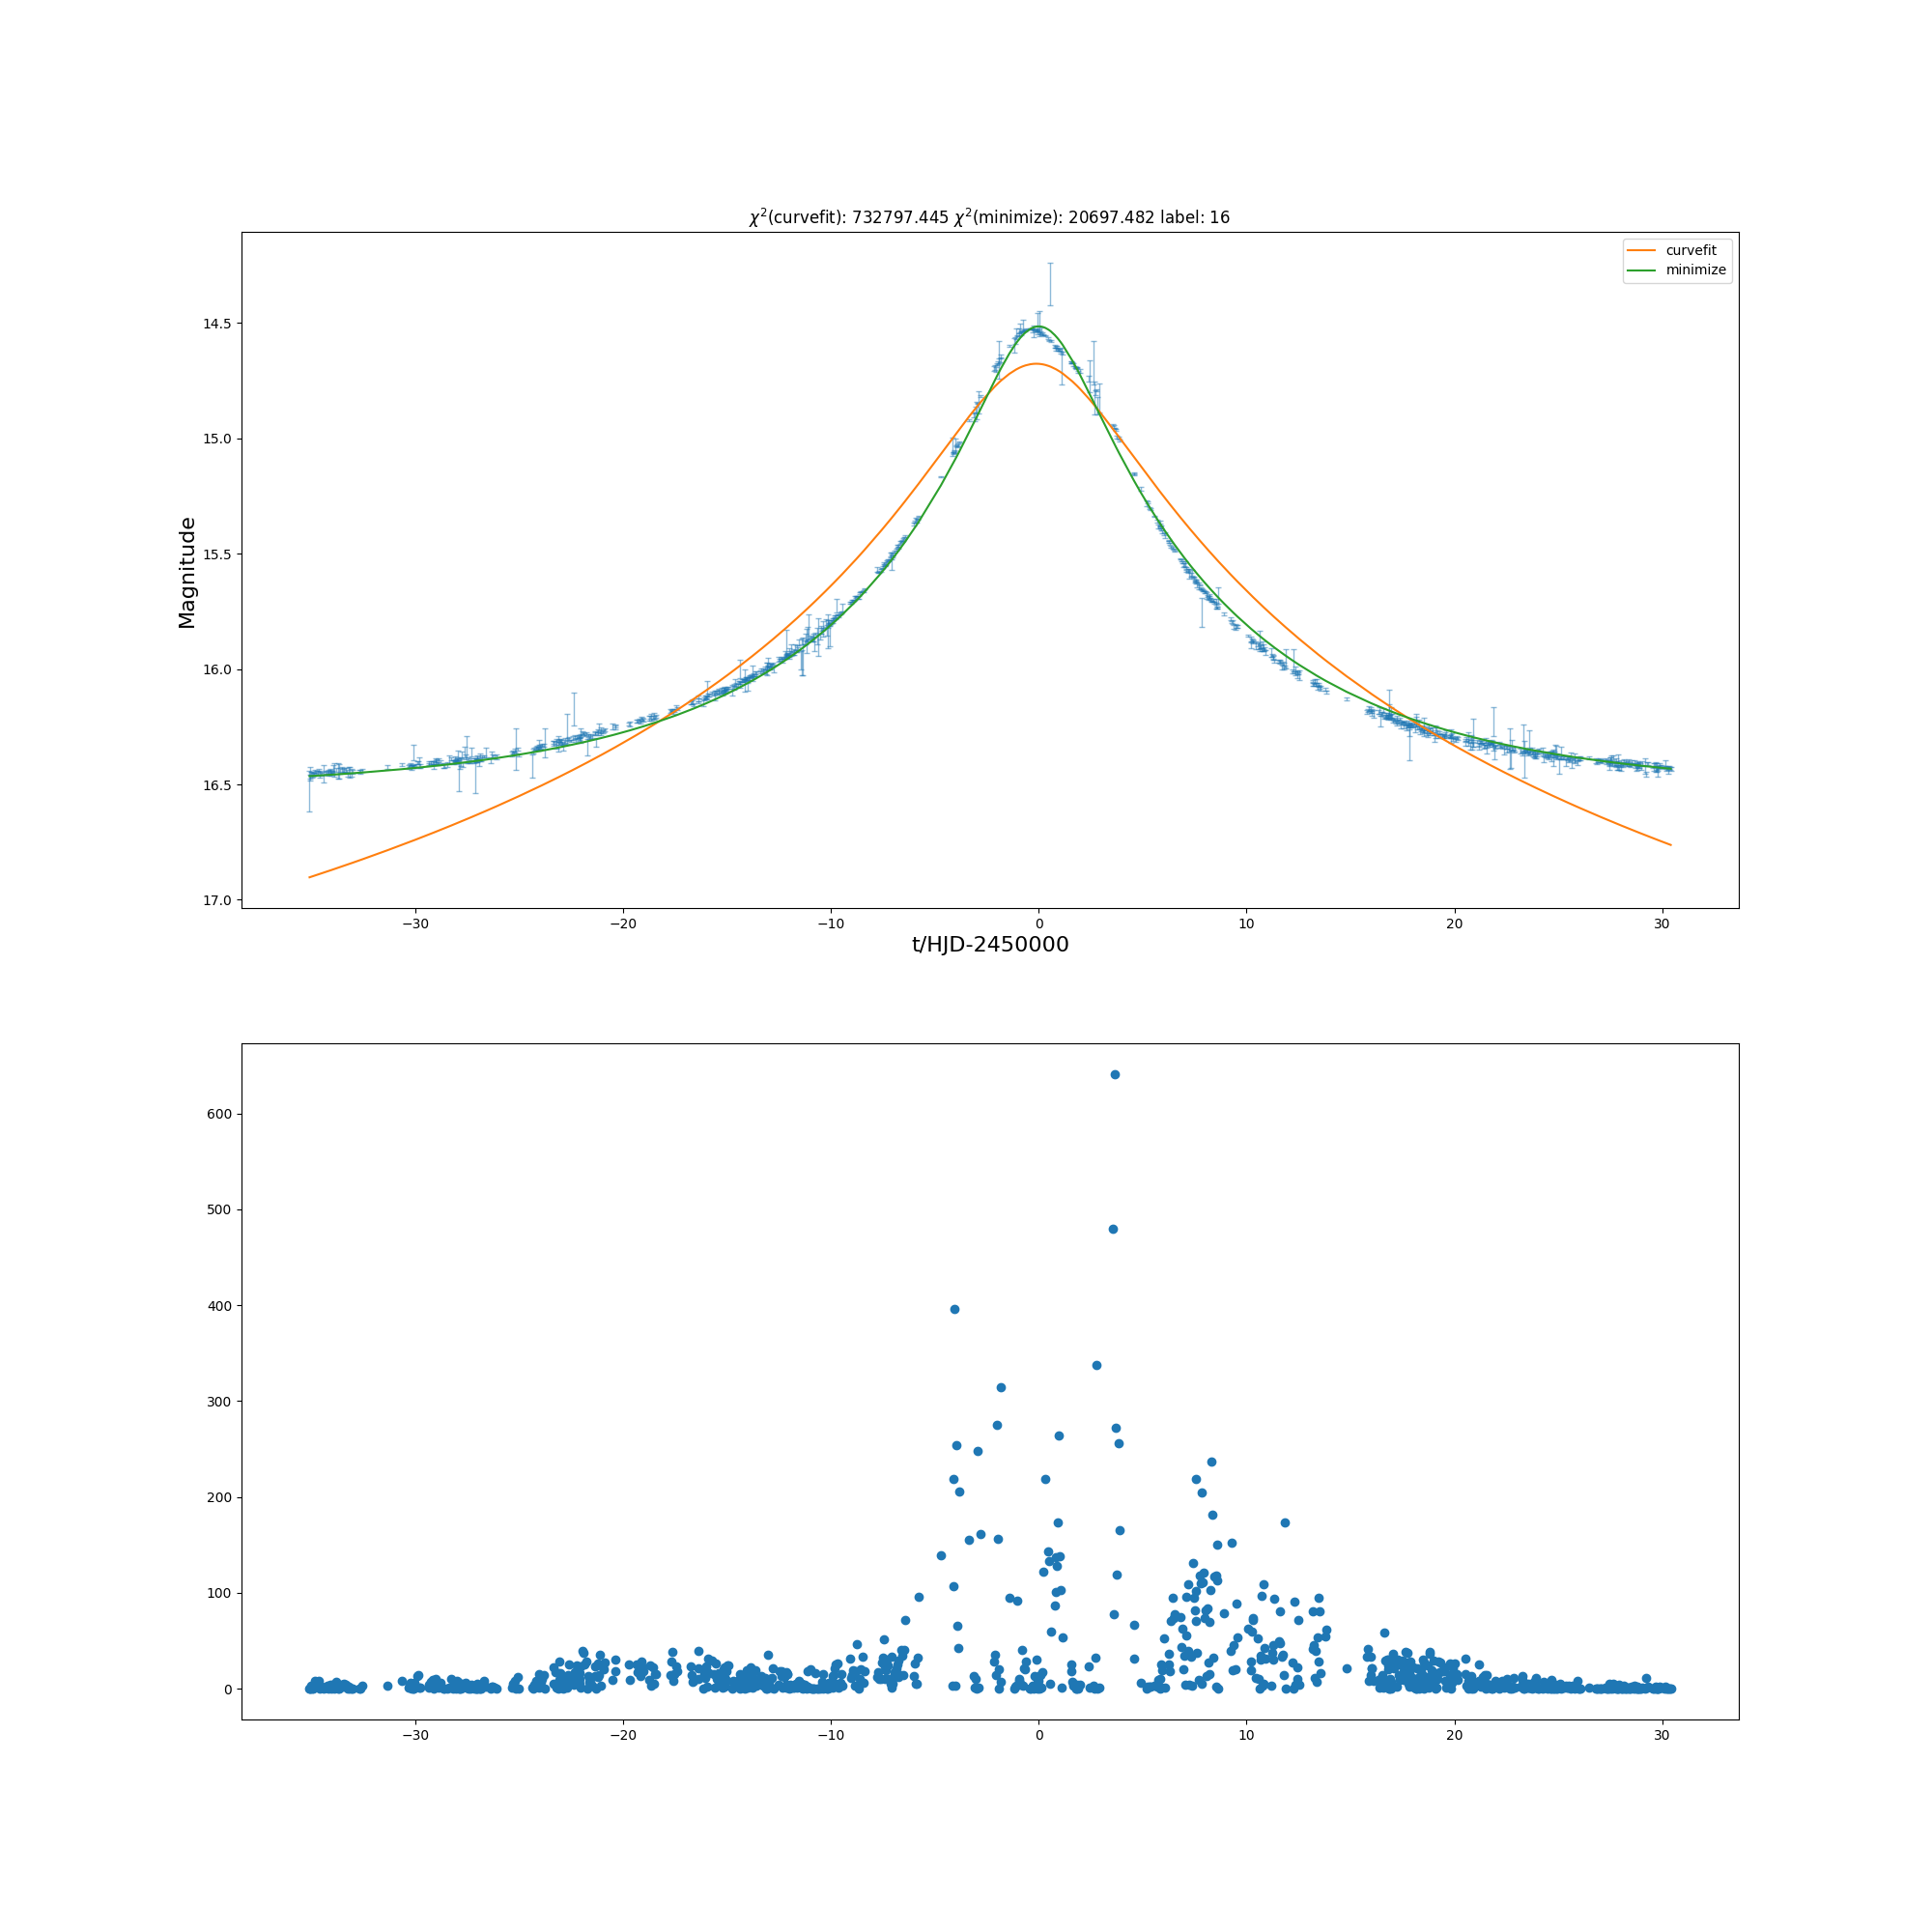 χ²(curvefit): 732797.445 χ²(minimize): 20697.482 label: 16
curvefit
minimize
14.5
15.0
15.5
16.0
16.5
17.0
Magnitude
−30 −20 −10 0 10 20 30
t/HJD-2450000
600
500
400
300
200
100
0
−30 −20 −10 0 10 20 30